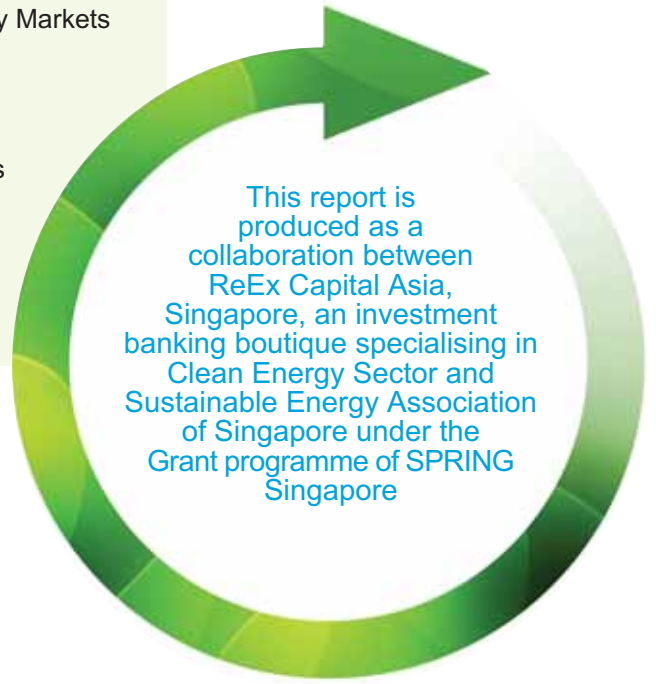 y Markets
s
This report is
produced as a
collaboration between
ReEx Capital Asia,
Singapore, an investment
banking boutique specialising in
Clean Energy Sector and
Sustainable Energy Association
of Singapore under the
Grant programme of SPRING
Singapore